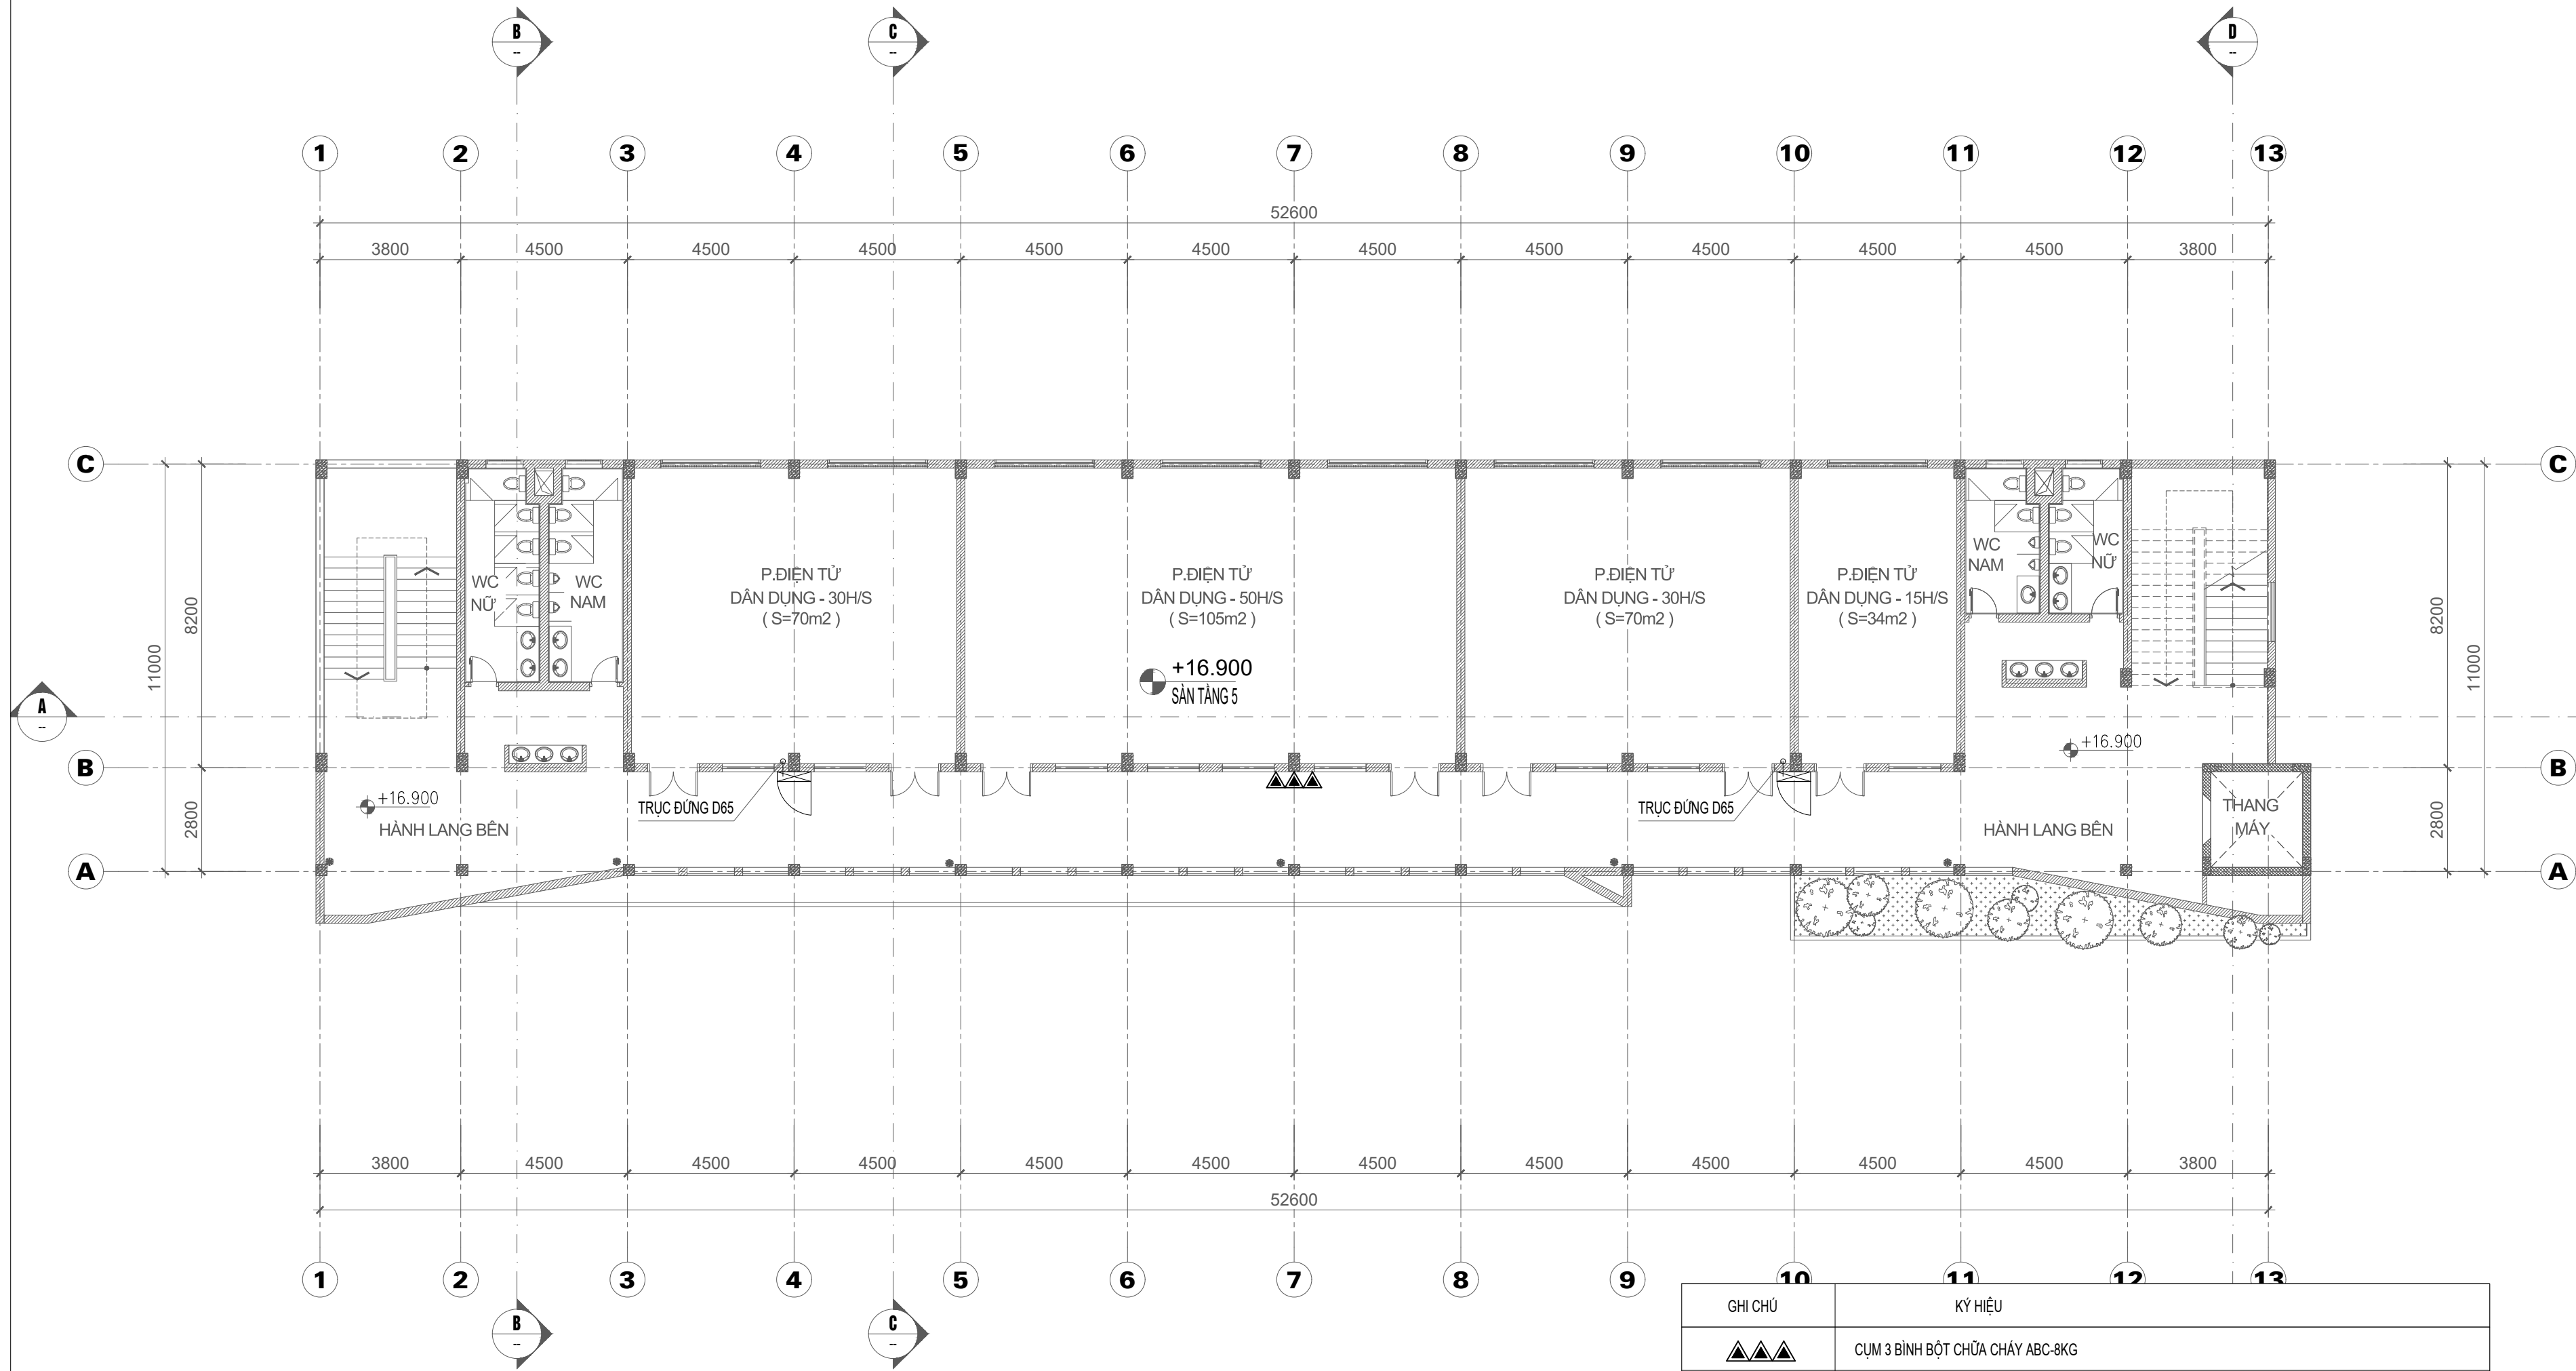 B C D
-- -- --
1 2 3 4 5 6 7 8 9 10 11 12 13
52600
3800 4500 4500 4500 4500 4500 4500 4500 4500 4500 4500 3800
C C
WC
NỮ
WC
NAM
P.ĐIỆN TỬ
DÂN DỤNG - 30H/S
( S=70m2 )
P.ĐIỆN TỬ
DÂN DỤNG - 50H/S
( S=105m2 )
P.ĐIỆN TỬ
DÂN DỤNG - 30H/S
( S=70m2 )
P.ĐIỆN TỬ
DÂN DỤNG - 15H/S
( S=34m2 )
WC
NAM
WC
NỮ
11000 8200 8200 11000
+16.900
SÀN TẦNG 5
A
--
+16.900
B B
+16.900
HÀNH LANG BÊN
TRỤC ĐỨNG D65
TRỤC ĐỨNG D65
HÀNH LANG BÊN
THANG
MÁY
2800 2800
A A
3800 4500 4500 4500 4500 4500 4500 4500 4500 4500 4500 3800
52600
1 2 3 4 5 6 7 8 9 10 11 12 13
B C
-- --
GHI CHÚ KÝ HIỆU
CỤM 3 BÌNH BỘT CHỮA CHÁY ABC-8KG